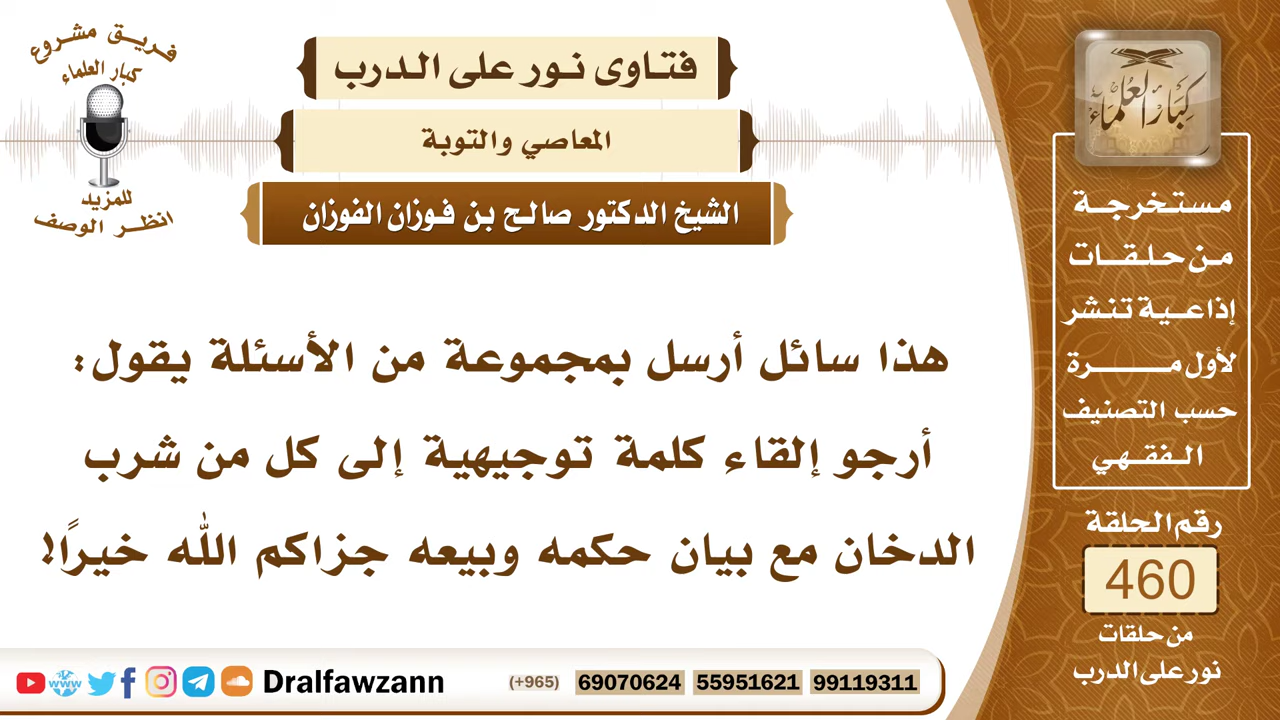 فريق مشروع
كبار العلماء
للمزيد
انظر الوصف
فتاوى نور على الدرب
المعاصي والتوبة
الشيخ الدكتور صالح بن فوزان الفوزان
هذا سائل أرسل بمجموعة من الأسئلة يقول:
أرجو إلقاء كلمة توجيهية إلى كل من شرب
الدخان مع بيان حكمه وبيعه جزاكم الله خيرًا!
كبار العلماء
مستخرجة
من حلقات
إذاعية تنشر
لأول مرة
حسب التصنيف
الفقهي
رقم الحلقة
460
من حلقات
نور على الدرب
www
Dralfawzann (+965) 69070624 55951621 99119311